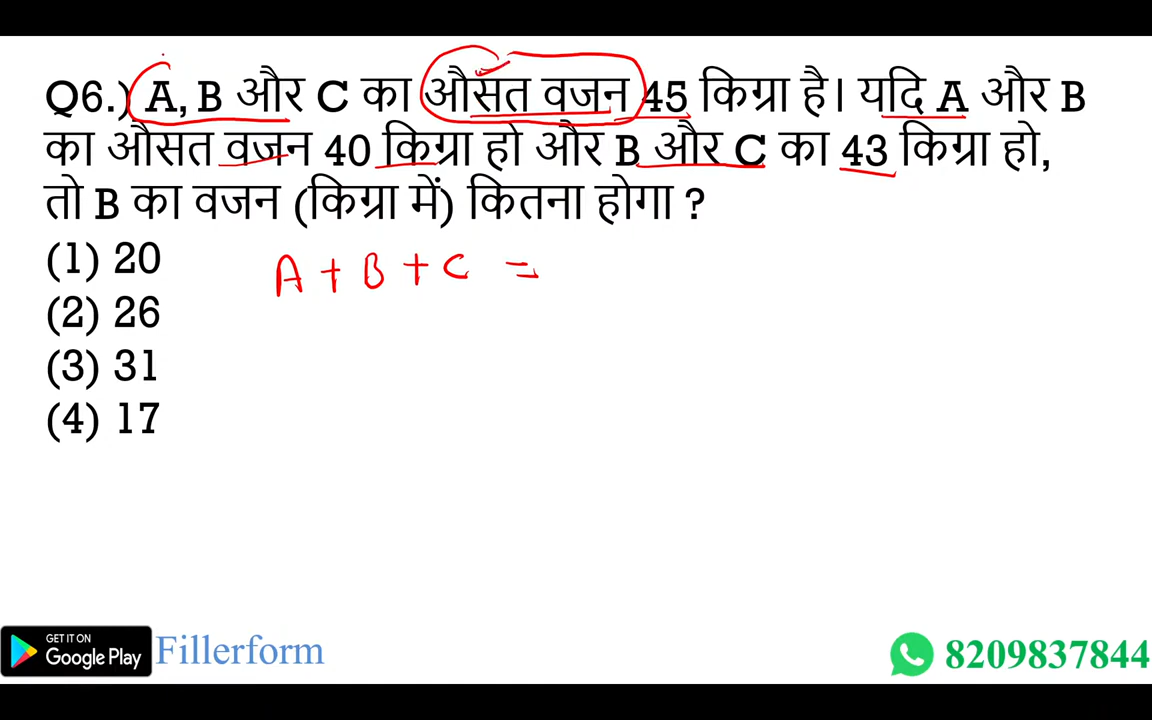 Q6.) A, B और C का औसत वजन 45 किग्रा है। यदि A और B
का औसत वजन 40 किग्रा हो और B और C का 43 किग्रा हो,
तो B का वजन (किग्रा में) कितना होगा ?
(1) 20
A + B + C =
(2) 26
(3) 31
(4) 17
GET IT ON
Google Play
Fillerform
8209837844